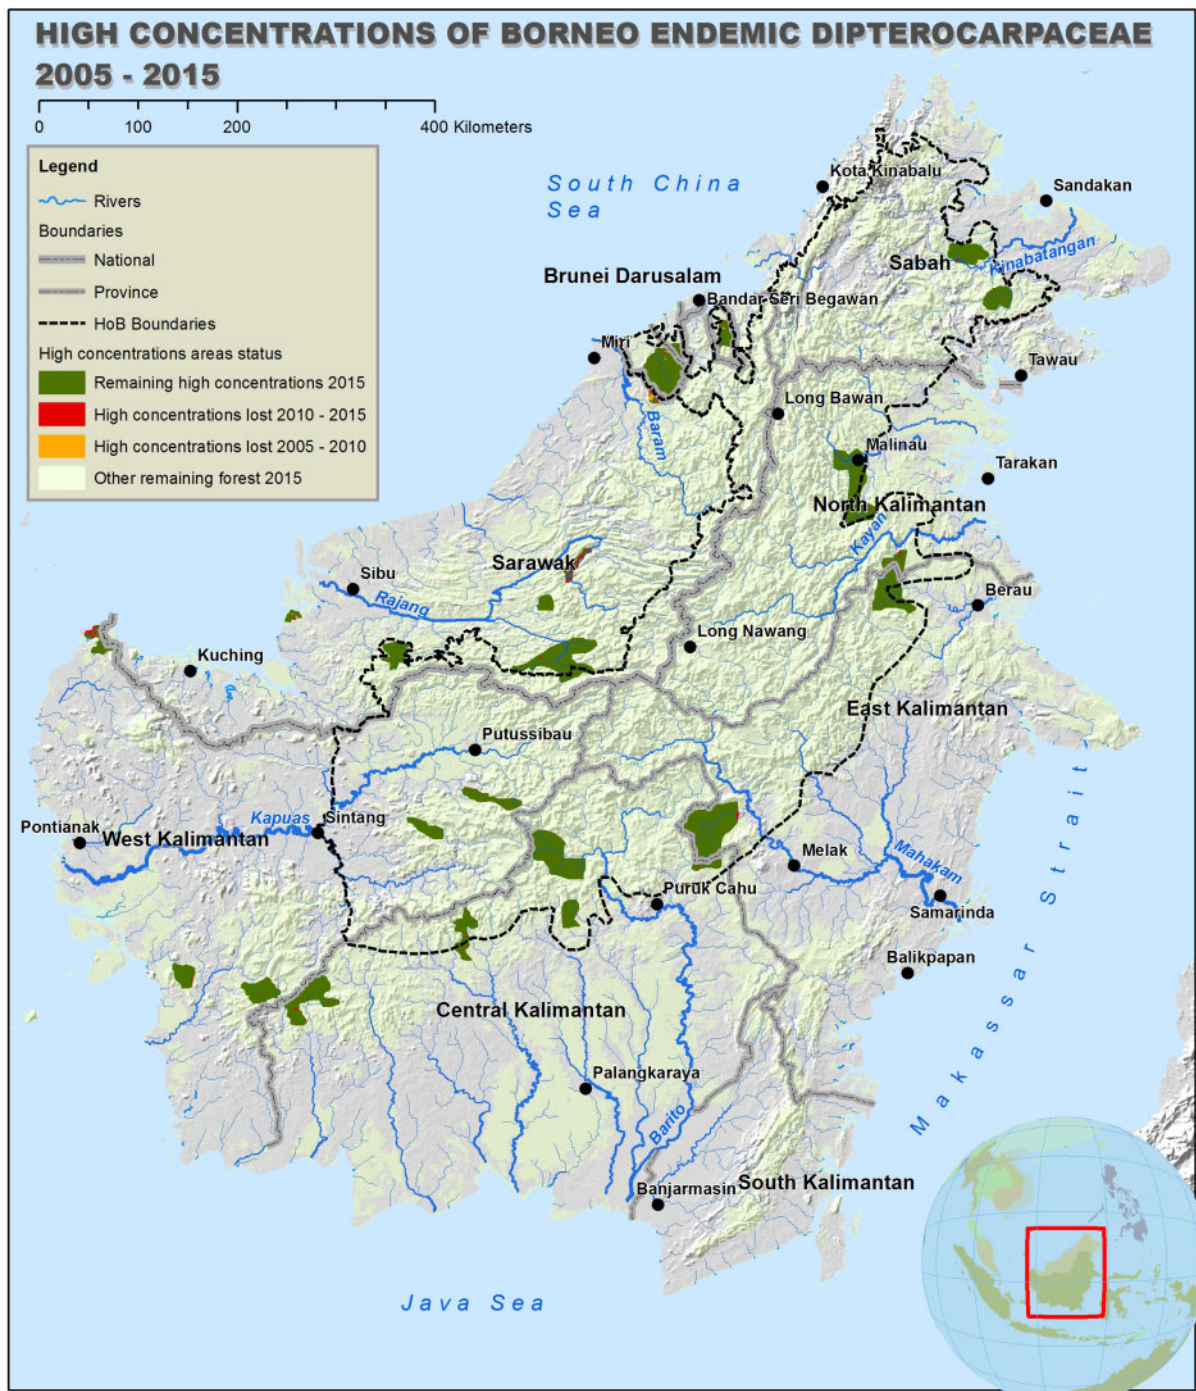 HIGH CONCENTRATIONS OF BORNEO ENDEMIC DIPTEROCARPACEAE
2005 - 2015
0 100 200 400 Kilometers
Legend
Rivers
Boundaries
National
Province
HoB Boundaries
High concentrations areas status
Remaining high concentrations 2015
High concentrations lost 2010 - 2015
High concentrations lost 2005 - 2010
Other remaining forest 2015
South China
Sea
Kota Kinabalu
Sandakan
Sabah
Kinabatangan
Brunei Darusalam
Bandar Seri Begawan
Miri
Tawau
Long Bawan
Baram
Malinau
Tarakan
North Kalimantan
Kayan
Sarawak
Sibu
Rajang
Berau
Long Nawang
Kuching
East Kalimantan
Putussibau
Kapuas
Sintang
Pontianak
West Kalimantan
Melak
Mahakam
Puruk Cahu
Samarinda
Balikpapan
Central Kalimantan
Makassar Strait
Palangkaraya
Barito
Banjarmasin
South Kalimantan
Java Sea